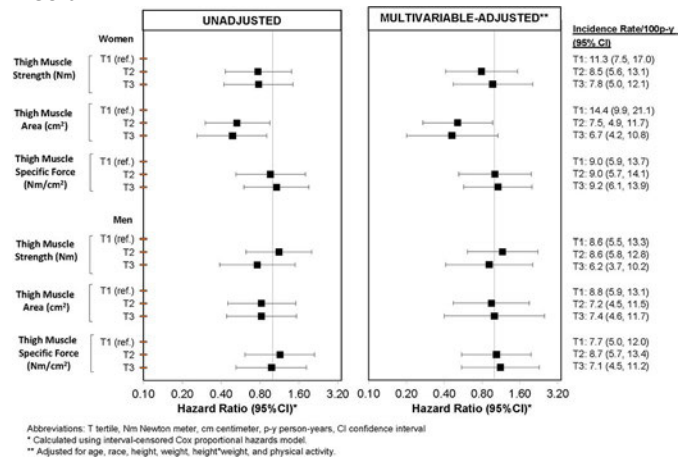 UNADJUSTED
MULTIVARIABLE-ADJUSTED**
Incidence Rate/100p-y
(95% CI)
Women
Thigh Muscle
Strength (Nm)
T1 (ref.)
T2
T3
T1: 11.3 (7.5, 17.0)
T2: 8.5 (5.6, 13.1)
T3: 7.8 (5.0, 12.1)
Thigh Muscle
Area (cm²)
T1 (ref.)
T2
T3
T1: 14.4 (9.9, 21.1)
T2: 7.5, 4.9, 11.7)
T3: 6.7 (4.2, 10.8)
Thigh Muscle
Specific Force
(Nm/cm²)
T1 (ref.)
T2
T3
T1: 9.0 (5.9, 13.7)
T2: 9.0 (5.7, 14.1)
T3: 9.2 (6.1, 13.9)
Men
Thigh Muscle
Strength (Nm)
T1 (ref.)
T2
T3
T1: 8.6 (5.5, 13.3)
T2: 8.6 (5.8, 12.8)
T3: 6.2 (3.7, 10.2)
Thigh Muscle
Area (cm²)
T1 (ref.)
T2
T3
T1: 8.8 (5.9, 13.1)
T2: 7.2 (4.5, 11.5)
T3: 7.4 (4.6, 11.7)
Thigh Muscle
Specific Force
(Nm/cm²)
T1 (ref.)
T2
T3
T1: 7.7 (5.0, 12.0)
T2: 8.7 (5.7, 13.4)
T3: 7.1 (4.5, 11.2)
0.10 0.40 0.80 1.60 3.20
0.10 0.40 0.80 1.60 3.20
Hazard Ratio (95%CI)*
Hazard Ratio (95%CI)*
Abbreviations: T tertile, Nm Newton meter, cm centimeter, p-y person-years, CI confidence interval
* Calculated using interval-censored Cox proportional hazards model.
** Adjusted for age, race, height, weight, height*weight, and physical activity.